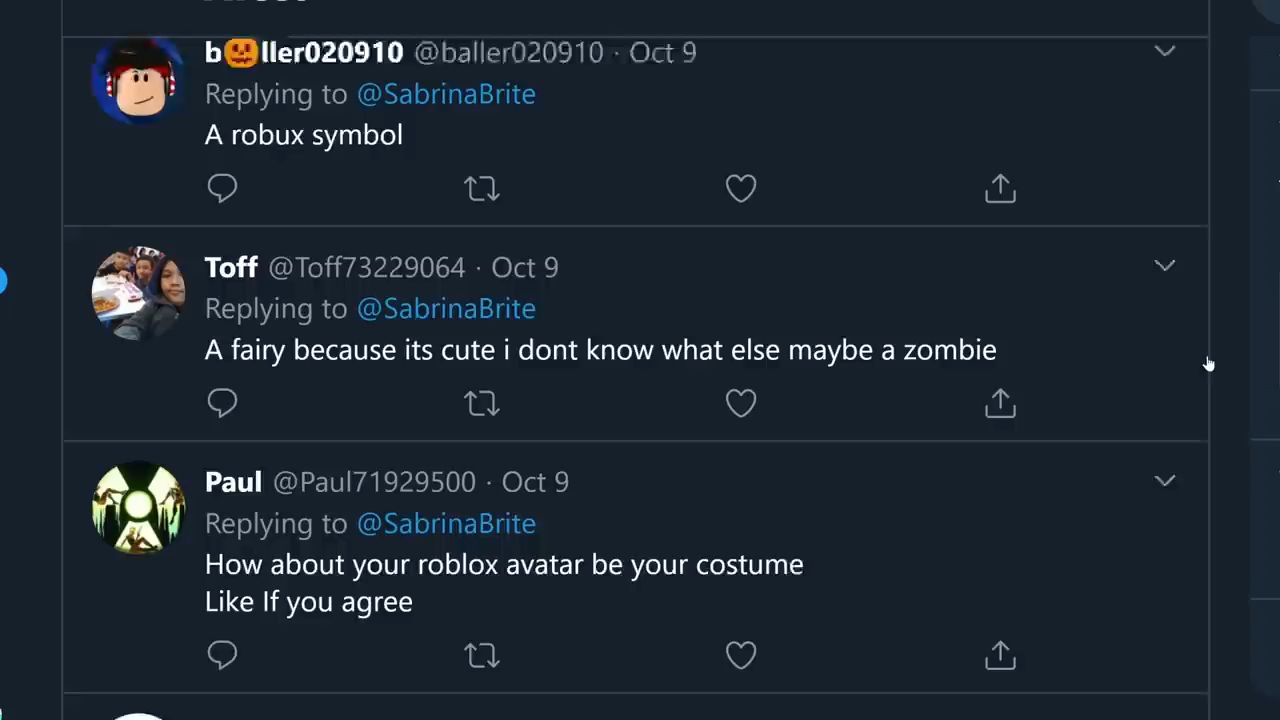 b🎃ller020910 @baller020910 · Oct 9
Replying to @SabrinaBrite
A robux symbol
Toff @Toff73229064 · Oct 9
Replying to @SabrinaBrite
A fairy because its cute i dont know what else maybe a zombie
Paul @Paul71929500 · Oct 9
Replying to @SabrinaBrite
How about your roblox avatar be your costume
Like If you agree